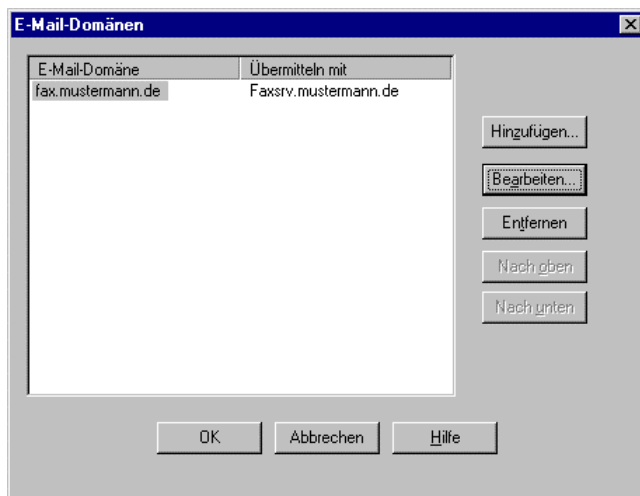 E-Mail-Domänen
E-Mail-Domäne Übermitteln mit
fax.mustermann.de Faxsrv.mustermann.de
Hinzufügen...
Bearbeiten...
Entfernen
Nach oben
Nach unten
OK Abbrechen Hilfe